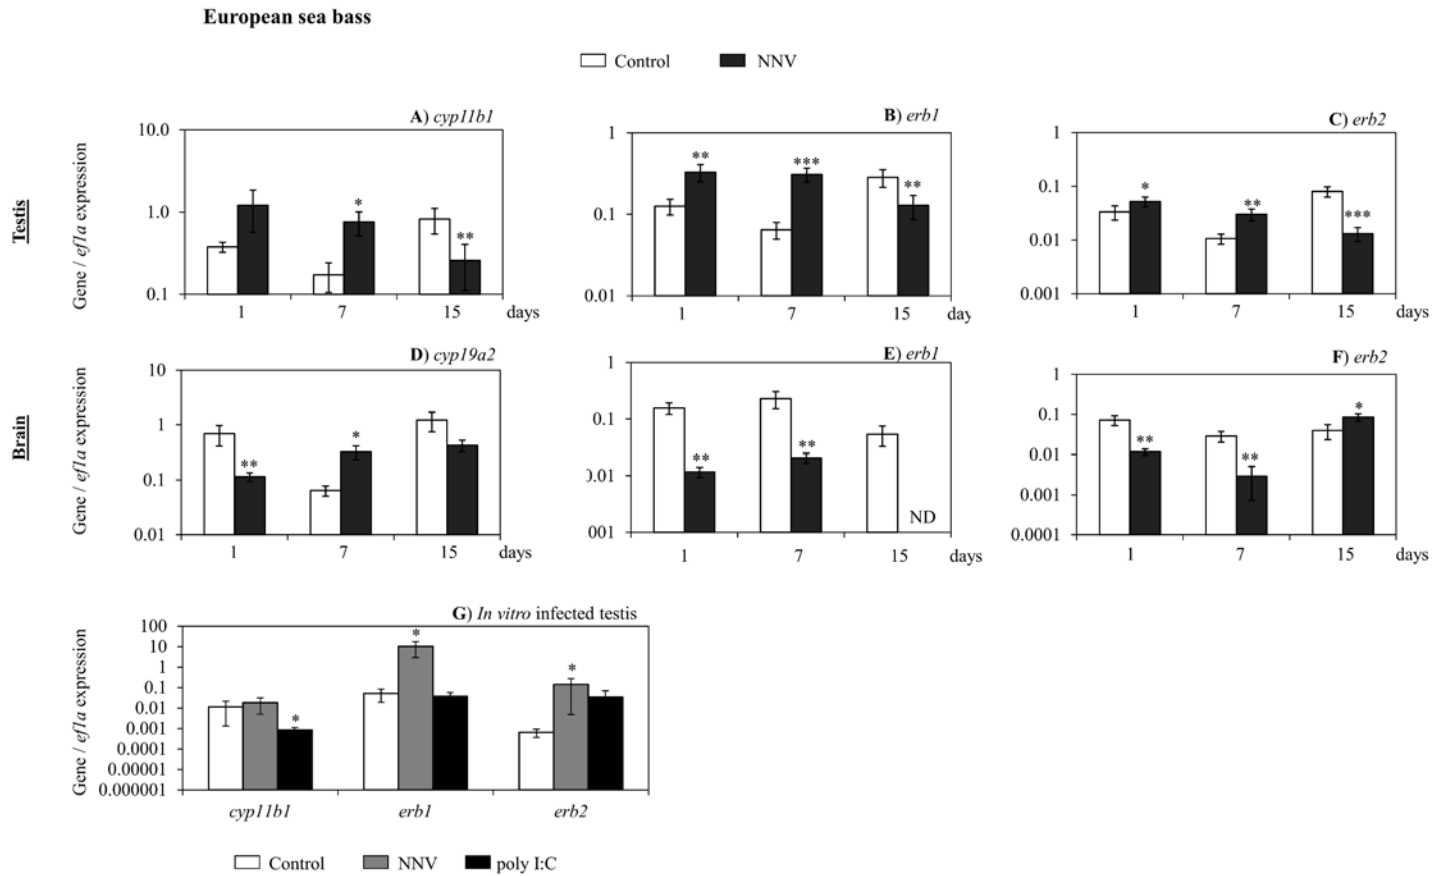 European sea bass
Control NNV
Testis
Gene / ef1a expression
A) cyp11b1
10.0
1.0
0.1
1 7 15 days
** *** **
B) erb1
1
0.1
0.01
1 7 15 day
* **
C) erb2
1
0.1
0.01
0.001
* ** ***
1 7 15 days
Brain
Gene / ef1a expression
D) cyp19a2
10
1
0.1
0.01
** *
1 7 15 days
E) erb1
1
0.1
0.01
001
** **
ND
1 7 15 days
F) erb2
1
0.1
0.01
0.001
0.0001
** ** *
1 7 15 days
G) In vitro infected testis
Gene / ef1a expression
100
10
1
0.1
0.01
0.001
0.0001
0.00001
0.000001
* * *
cyp11b1 erb1 erb2
Control NNV poly I:C